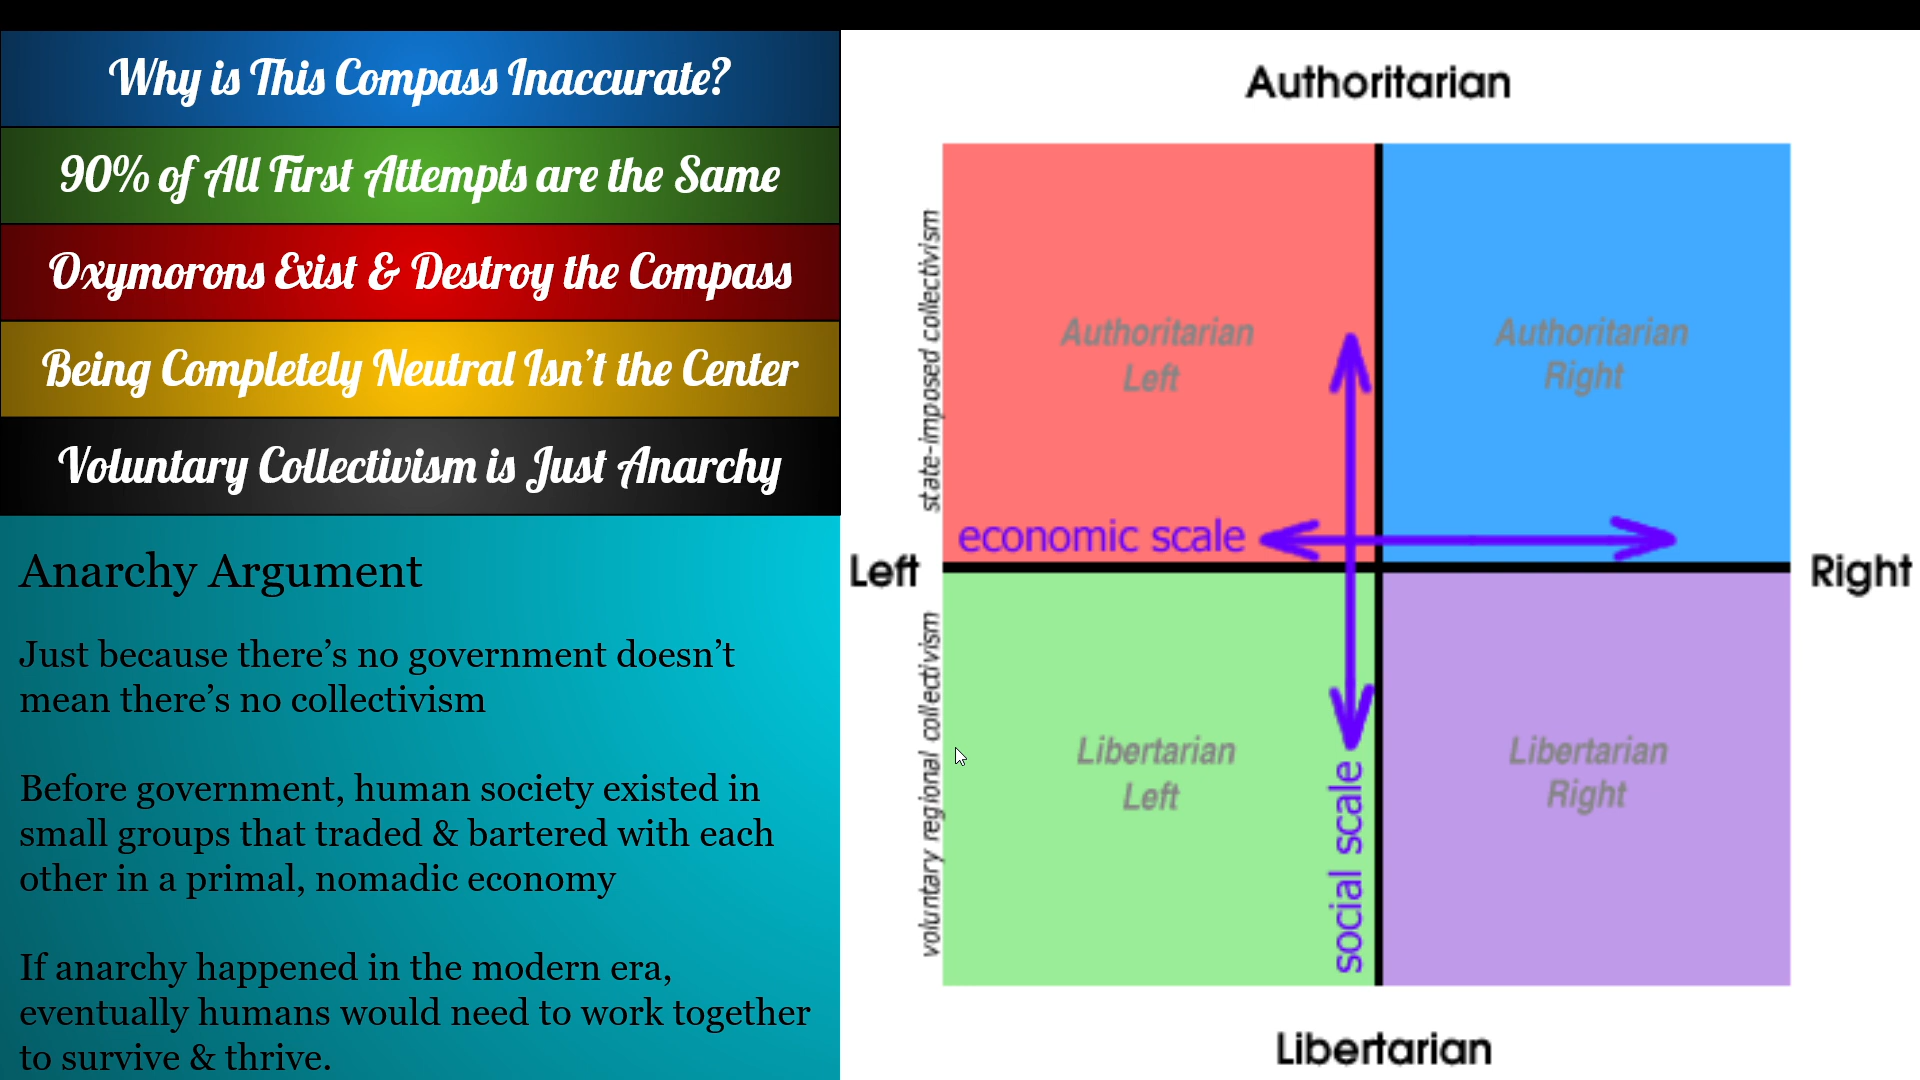 Why is This Compass Inaccurate?
90% of All First Attempts are the Same
Oxymorons Exist & Destroy the Compass
Being Completely Neutral Isn't the Center
Voluntary Collectivism is Just Anarchy
Anarchy Argument
Just because there's no government doesn't
mean there's no collectivism
Before government, human society existed in
small groups that traded & bartered with each
other in a primal, nomadic economy
If anarchy happened in the modern era,
eventually humans would need to work together
to survive & thrive.
Authoritarian
state-imposed collectivism
Authoritarian
Left
Authoritarian
Right
economic scale
Left
Right
voluntary regional collectivism
Libertarian
Left
social scale
Libertarian
Right
Libertarian